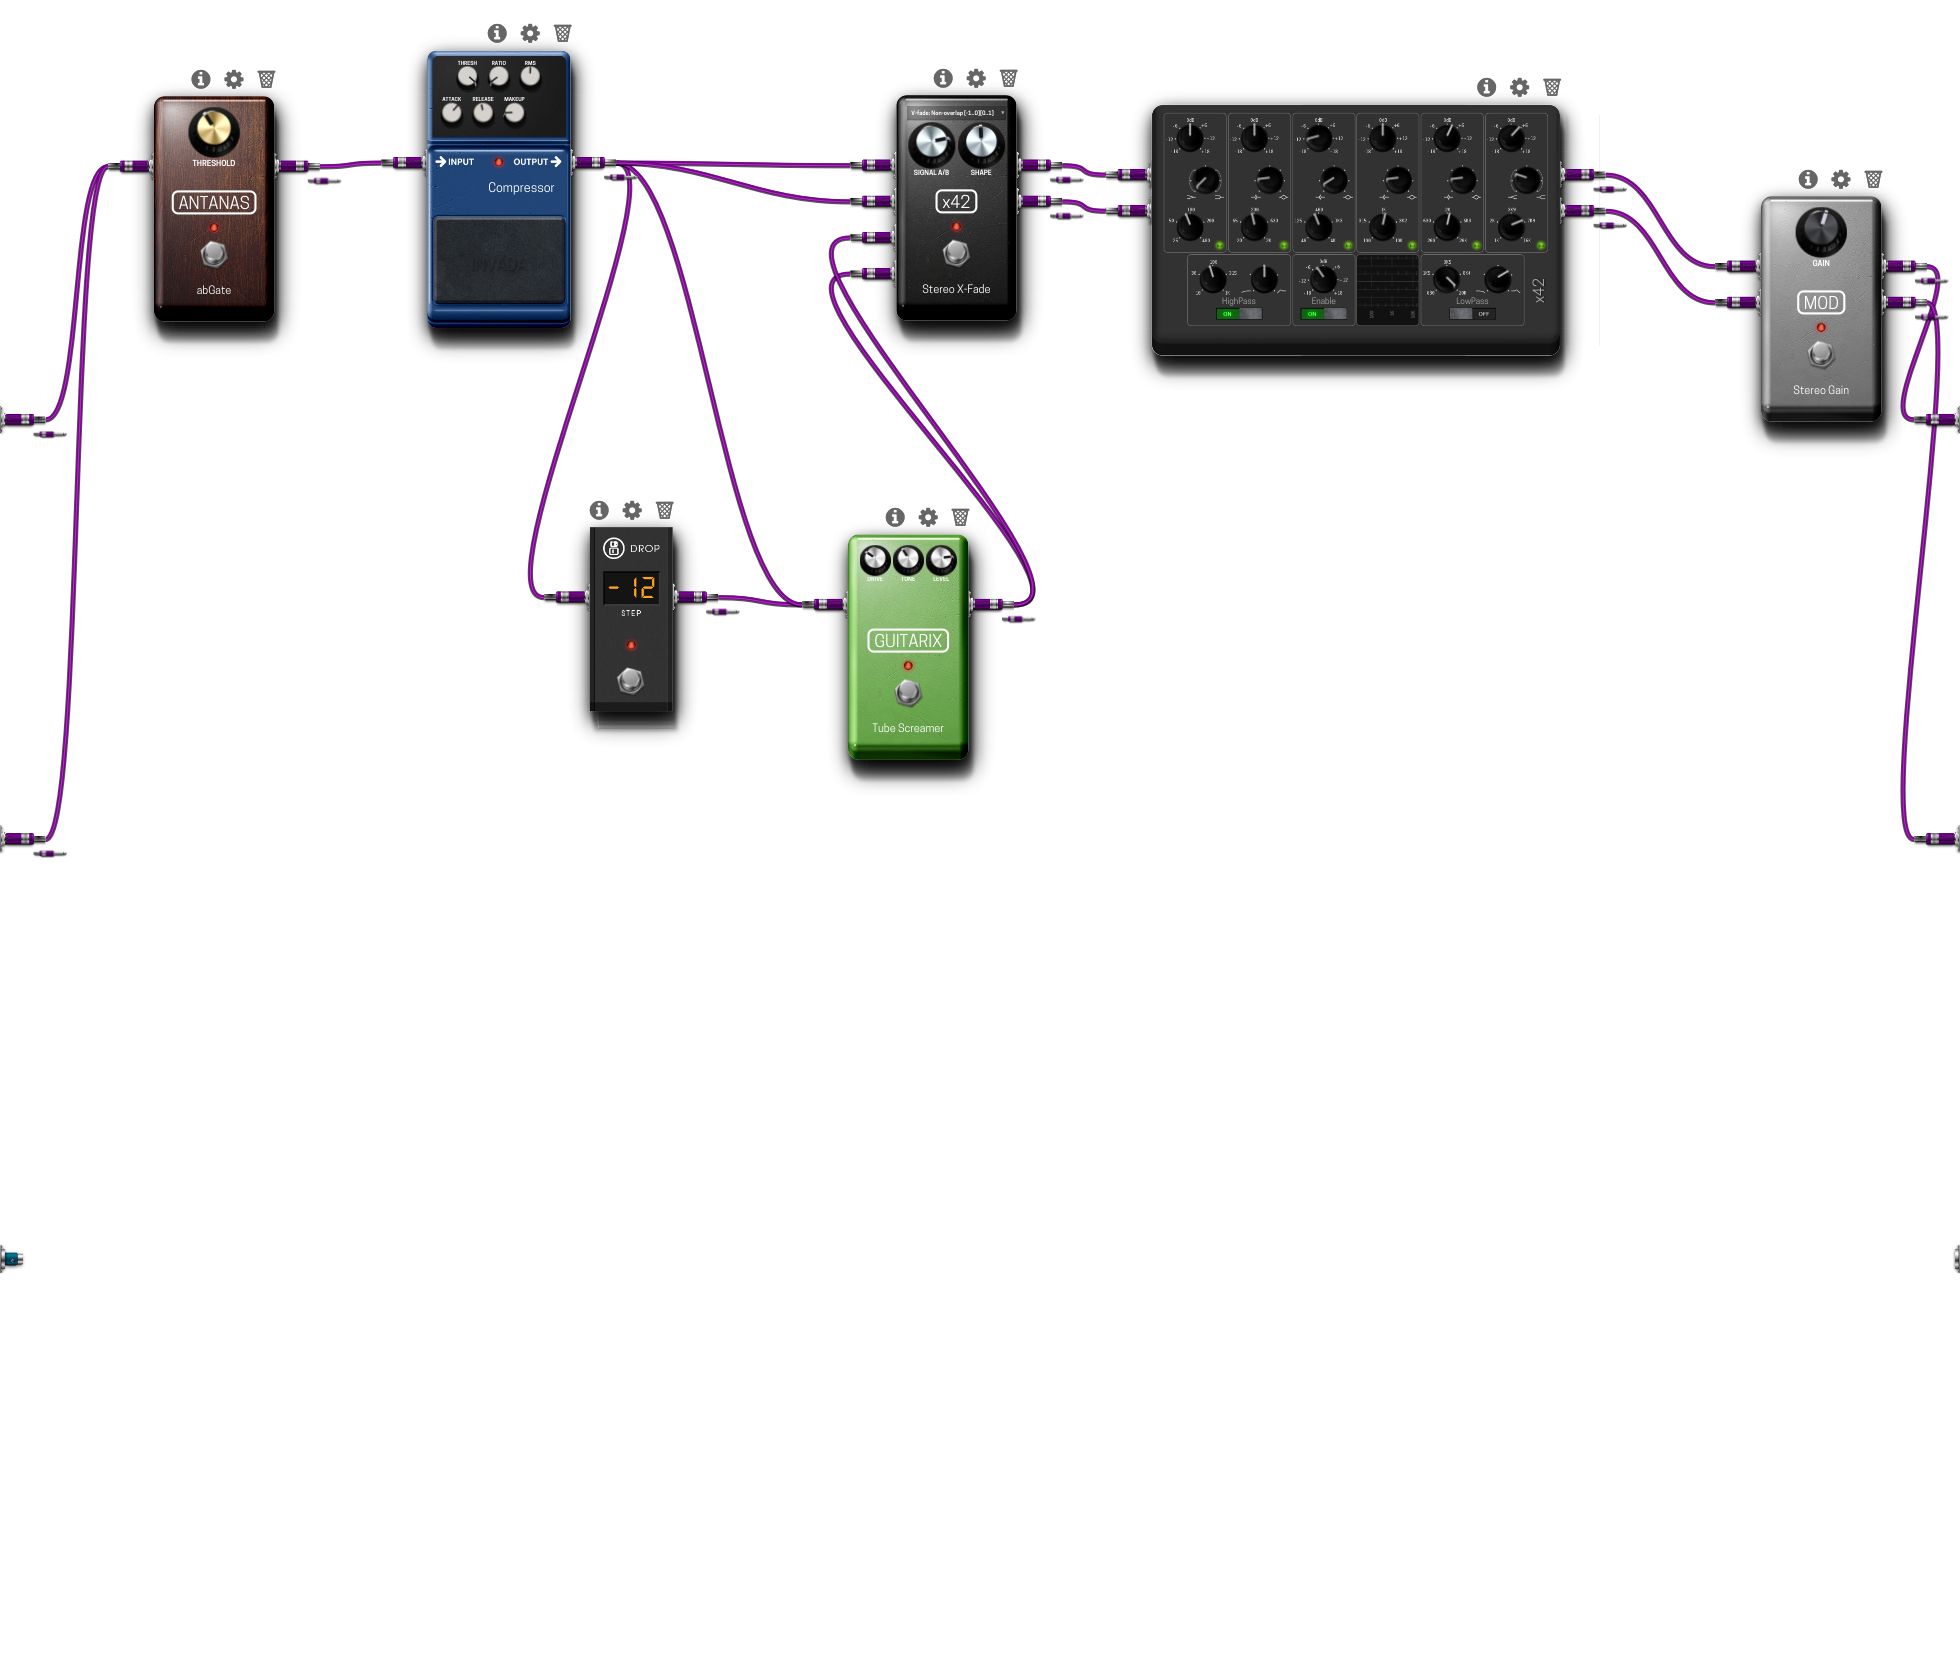 THRESHOLD
ANTANAS
abGate
THRESH RATIO RMS
ATTACK RELEASE MAKEUP
INPUT OUTPUT
Compressor
INVADA
V-fade: Non-overlap [-1..0][0..1]
SIGNAL A/B SHAPE
x42
Stereo X-Fade
HighPass
ON
Enable
ON
LowPass
OFF
x42
GAIN
MOD
Stereo Gain
DROP
-12
STEP
DRIVE TONE LEVEL
GUITARIX
Tube Screamer